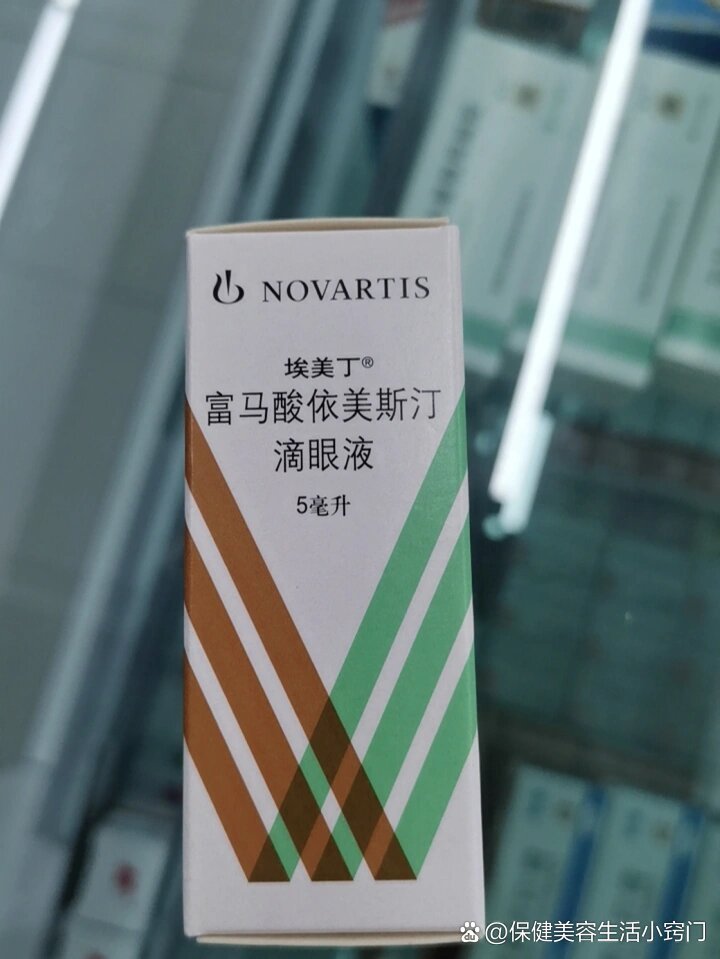 NOVARTIS
埃美丁®
富马酸依美斯汀
滴眼液
5毫升
du @保健美容生活小窍门